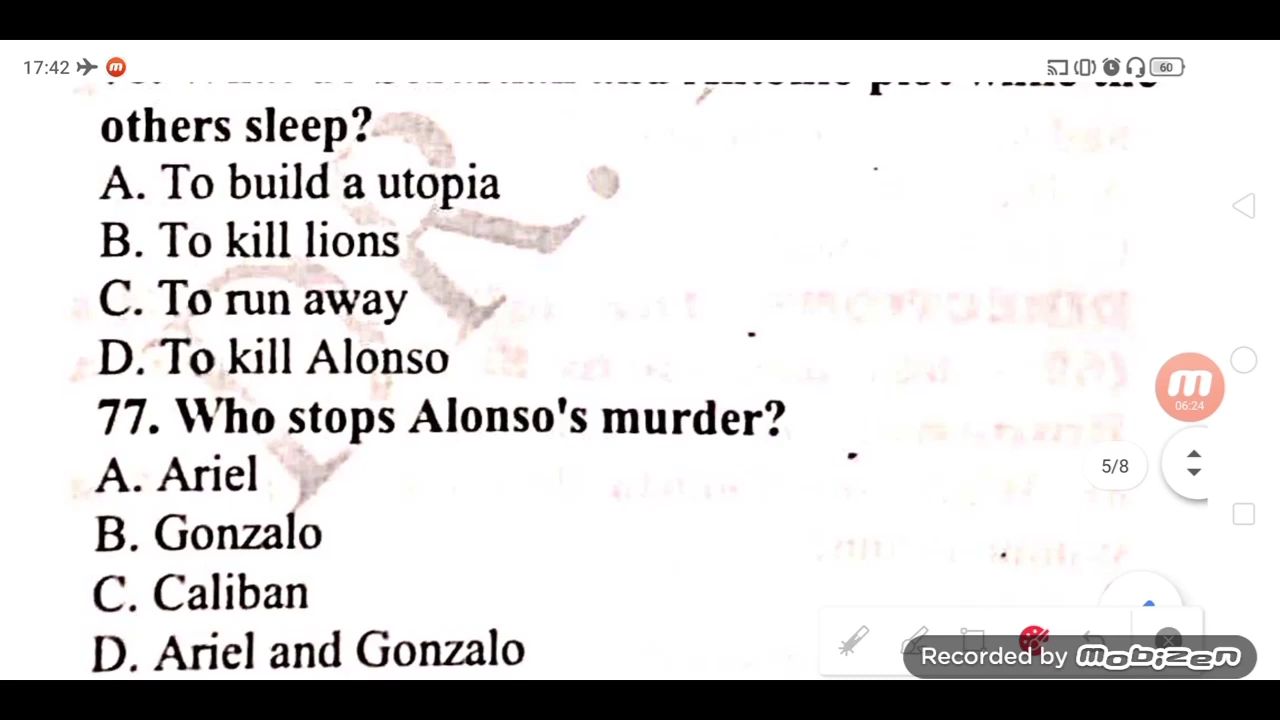 17:42
60
others sleep?
A. To build a utopia
B. To kill lions
C. To run away
D. To kill Alonso
77. Who stops Alonso's murder?
06:24
A. Ariel
5/8
B. Gonzalo
C. Caliban
D. Ariel and Gonzalo
Recorded by mobizen